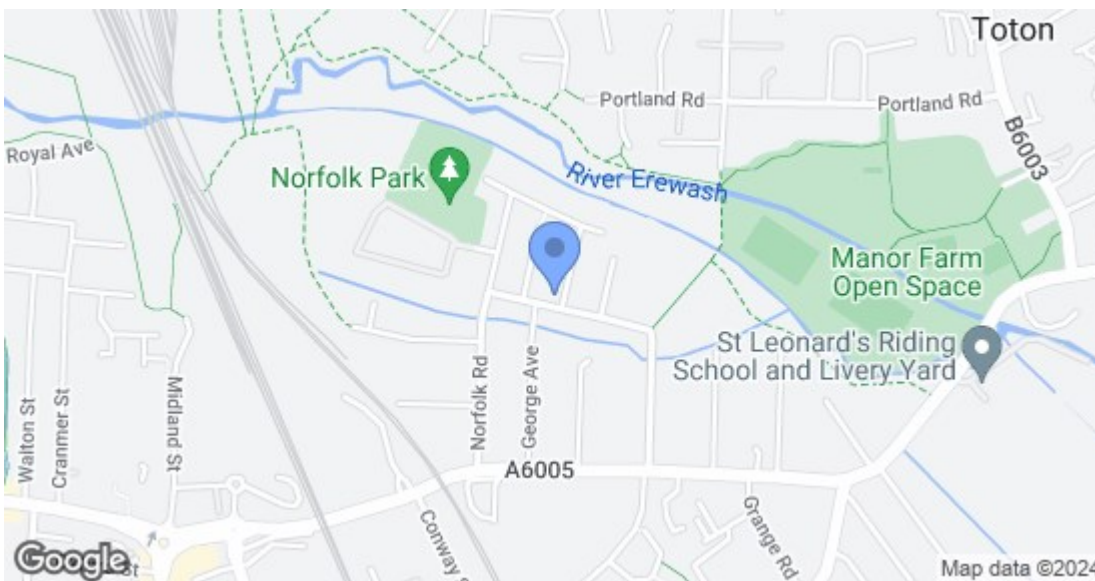 Toton
Portland Rd
Portland Rd
B6003
Royal Ave
Norfolk Park
River Erewash
Manor Farm
Open Space
St Leonard's Riding
School and Livery Yard
Norfolk Rd
George Ave
Midland St
Walton St
Cranmer St
A6005
Conway
Grange Rd
Google
St
Map data ©2024